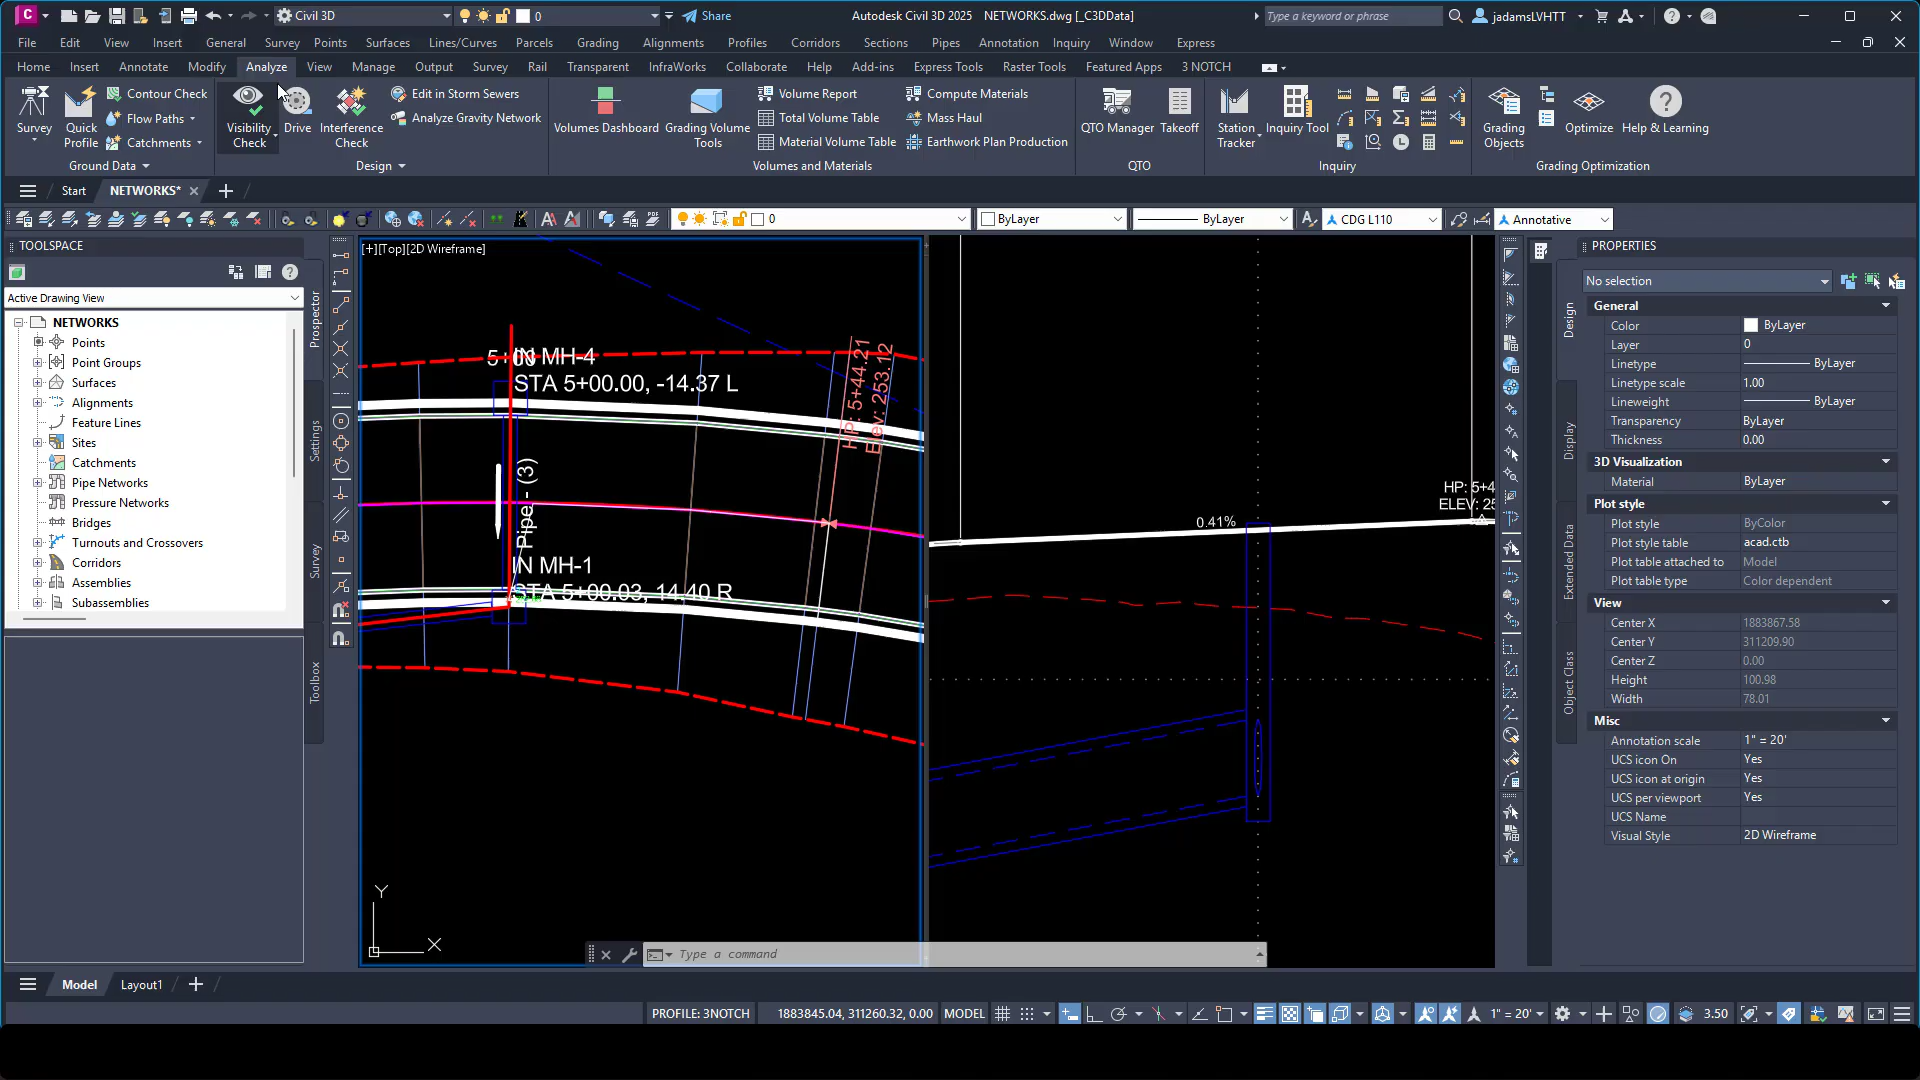 C Civil 3D 0 Share Autodesk Civil 3D 2025 NETWORKS.dwg [_C3DData] Type a keyword or phrase jadamsLVHTT
File Edit View Insert General Survey Points Surfaces Lines/Curves Parcels Grading Alignments Profiles Corridors Sections Pipes Annotation Inquiry Window Express
Home Insert Annotate Modify Analyze View Manage Output Survey Rail Transparent InfraWorks Collaborate Help Add-ins Express Tools Raster Tools Featured Apps 3 NOTCH
Survey
Quick
Profile
Contour Check
Flow Paths
Catchments
Ground Data
Visibility
Check
Drive
Interference
Check
Edit in Storm Sewers
Analyze Gravity Network
Design
Volumes Dashboard
Grading Volume
Tools
Volume Report
Total Volume Table
Material Volume Table
Compute Materials
Mass Haul
Earthwork Plan Production
Volumes and Materials
QTO Manager
Takeoff
QTO
Station
Tracker
Inquiry Tool
Inquiry
Grading
Objects
Optimize
Help & Learning
Grading Optimization
Start NETWORKS*
0 ByLayer ByLayer CDG L110 Annotative
TOOLSPACE
Active Drawing View
NETWORKS
Points
Point Groups
Surfaces
Alignments
Feature Lines
Sites
Catchments
Pipe Networks
Pressure Networks
Bridges
Turnouts and Crossovers
Corridors
Assemblies
Subassemblies
Prospector
Settings
Survey
Toolbox
[+][Top][2D Wireframe]
5+00
IN MH-4
STA 5+00.00, -14.37 L
HP: 5+44.21
Elev: 253.12
Pipe - (3)
IN MH-1
STA 5+00.03, 14.40 R
Y
X
0.41%
HP: 5+4
ELEV: 25
Type a command
PROPERTIES
No selection
Design
Display
Extended Data
Object Class
General
Color ByLayer
Layer 0
Linetype ByLayer
Linetype scale 1.00
Lineweight ByLayer
Transparency ByLayer
Thickness 0.00
3D Visualization
Material ByLayer
Plot style
Plot style ByColor
Plot style table acad.ctb
Plot table attached to Model
Plot table type Color dependent
View
Center X 1883867.58
Center Y 311209.90
Center Z 0.00
Height 100.98
Width 78.01
Misc
Annotation scale 1" = 20'
UCS icon On Yes
UCS icon at origin Yes
UCS per viewport Yes
UCS Name
Visual Style 2D Wireframe
Model Layout1
PROFILE: 3NOTCH 1883845.04, 311260.32, 0.00 MODEL 1" = 20' 3.50